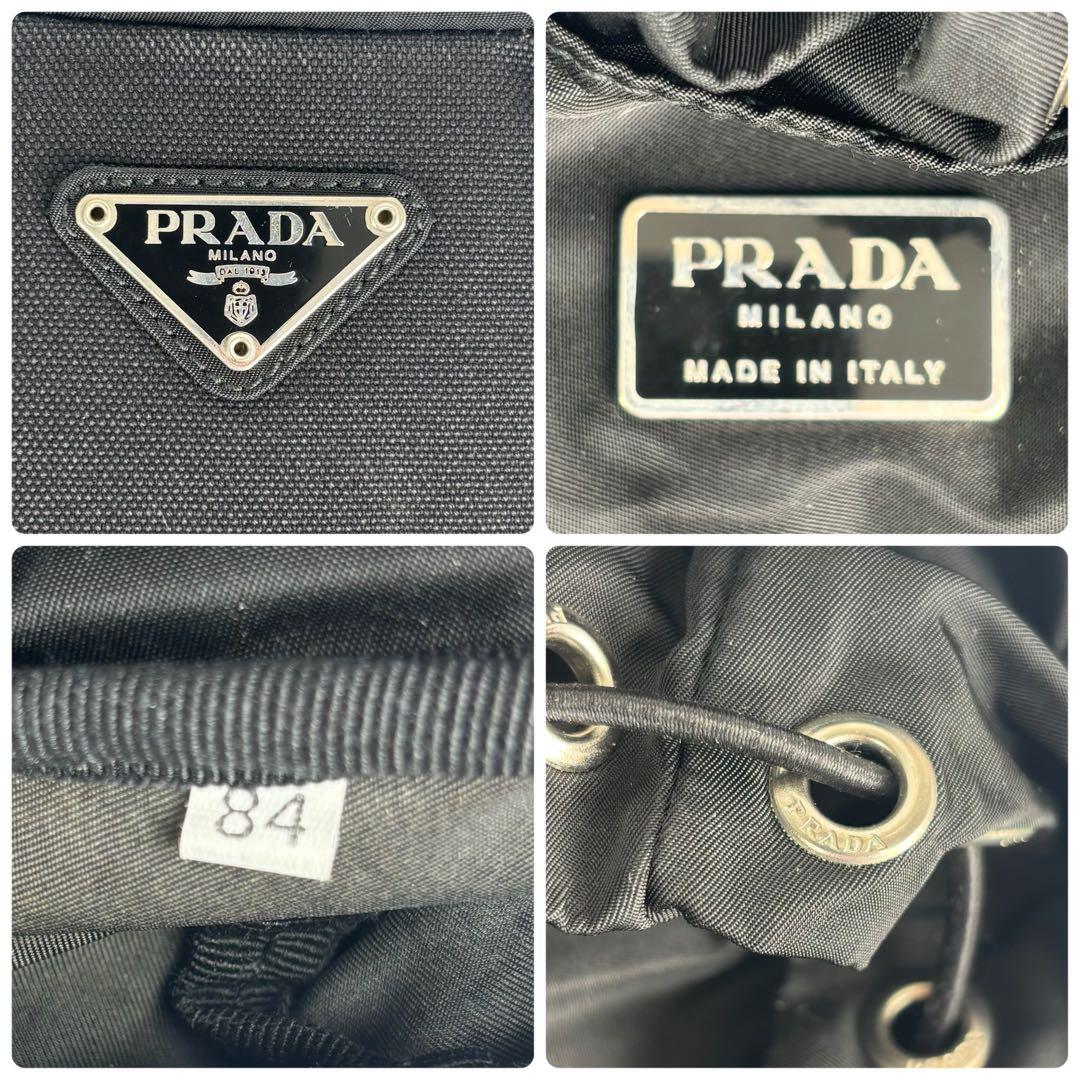 PRADA
MILANO
DAL 1913
PRADA
MILANO
MADE IN ITALY
84
PRADA